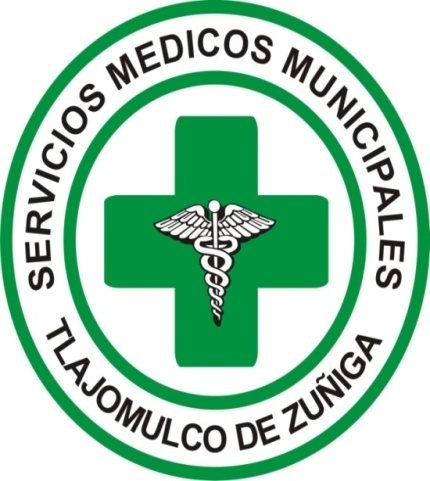 SERVICIOS MEDICOS MUNICIPALES
TLAJOMULCO DE ZUÑIGA